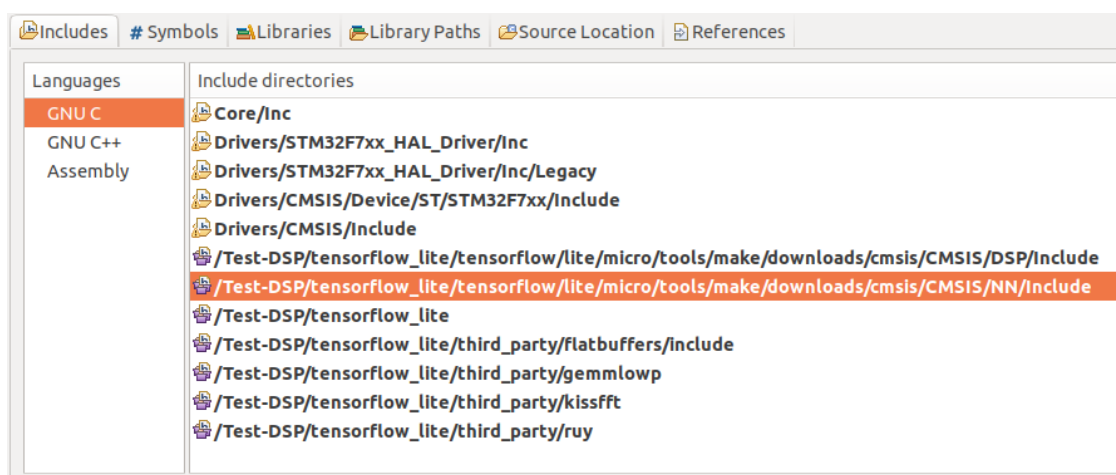 Includes # Symbols Libraries Library Paths Source Location References
Languages Include directories
GNU C Core/Inc
GNU C++ Drivers/STM32F7xx_HAL_Driver/Inc
Assembly Drivers/STM32F7xx_HAL_Driver/Inc/Legacy
Drivers/CMSIS/Device/ST/STM32F7xx/Include
Drivers/CMSIS/Include
/Test-DSP/tensorflow_lite/tensorflow/lite/micro/tools/make/downloads/cmsis/CMSIS/DSP/Include
/Test-DSP/tensorflow_lite/tensorflow/lite/micro/tools/make/downloads/cmsis/CMSIS/NN/Include
/Test-DSP/tensorflow_lite
/Test-DSP/tensorflow_lite/third_party/flatbuffers/include
/Test-DSP/tensorflow_lite/third_party/gemmlowp
/Test-DSP/tensorflow_lite/third_party/kissfft
/Test-DSP/tensorflow_lite/third_party/ruy